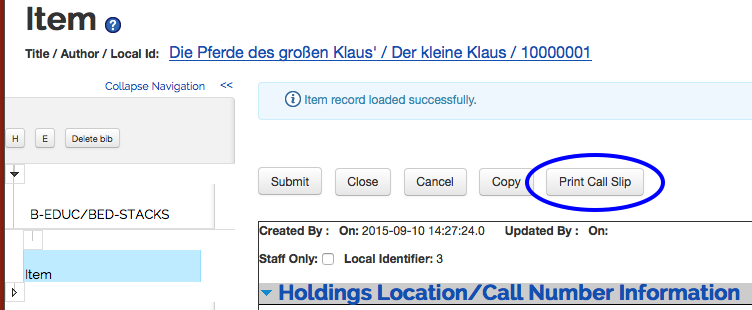 Item ?
Title / Author / Local Id: Die Pferde des großen Klaus' / Der kleine Klaus / 10000001
Collapse Navigation <<
Item record loaded successfully.
H E Delete bib
Submit Close Cancel Copy Print Call Slip
B-EDUC/BED-STACKS
Created By : On: 2015-09-10 14:27:24.0 Updated By : On:
Staff Only: Local Identifier: 3
Item
Holdings Location/Call Number Information